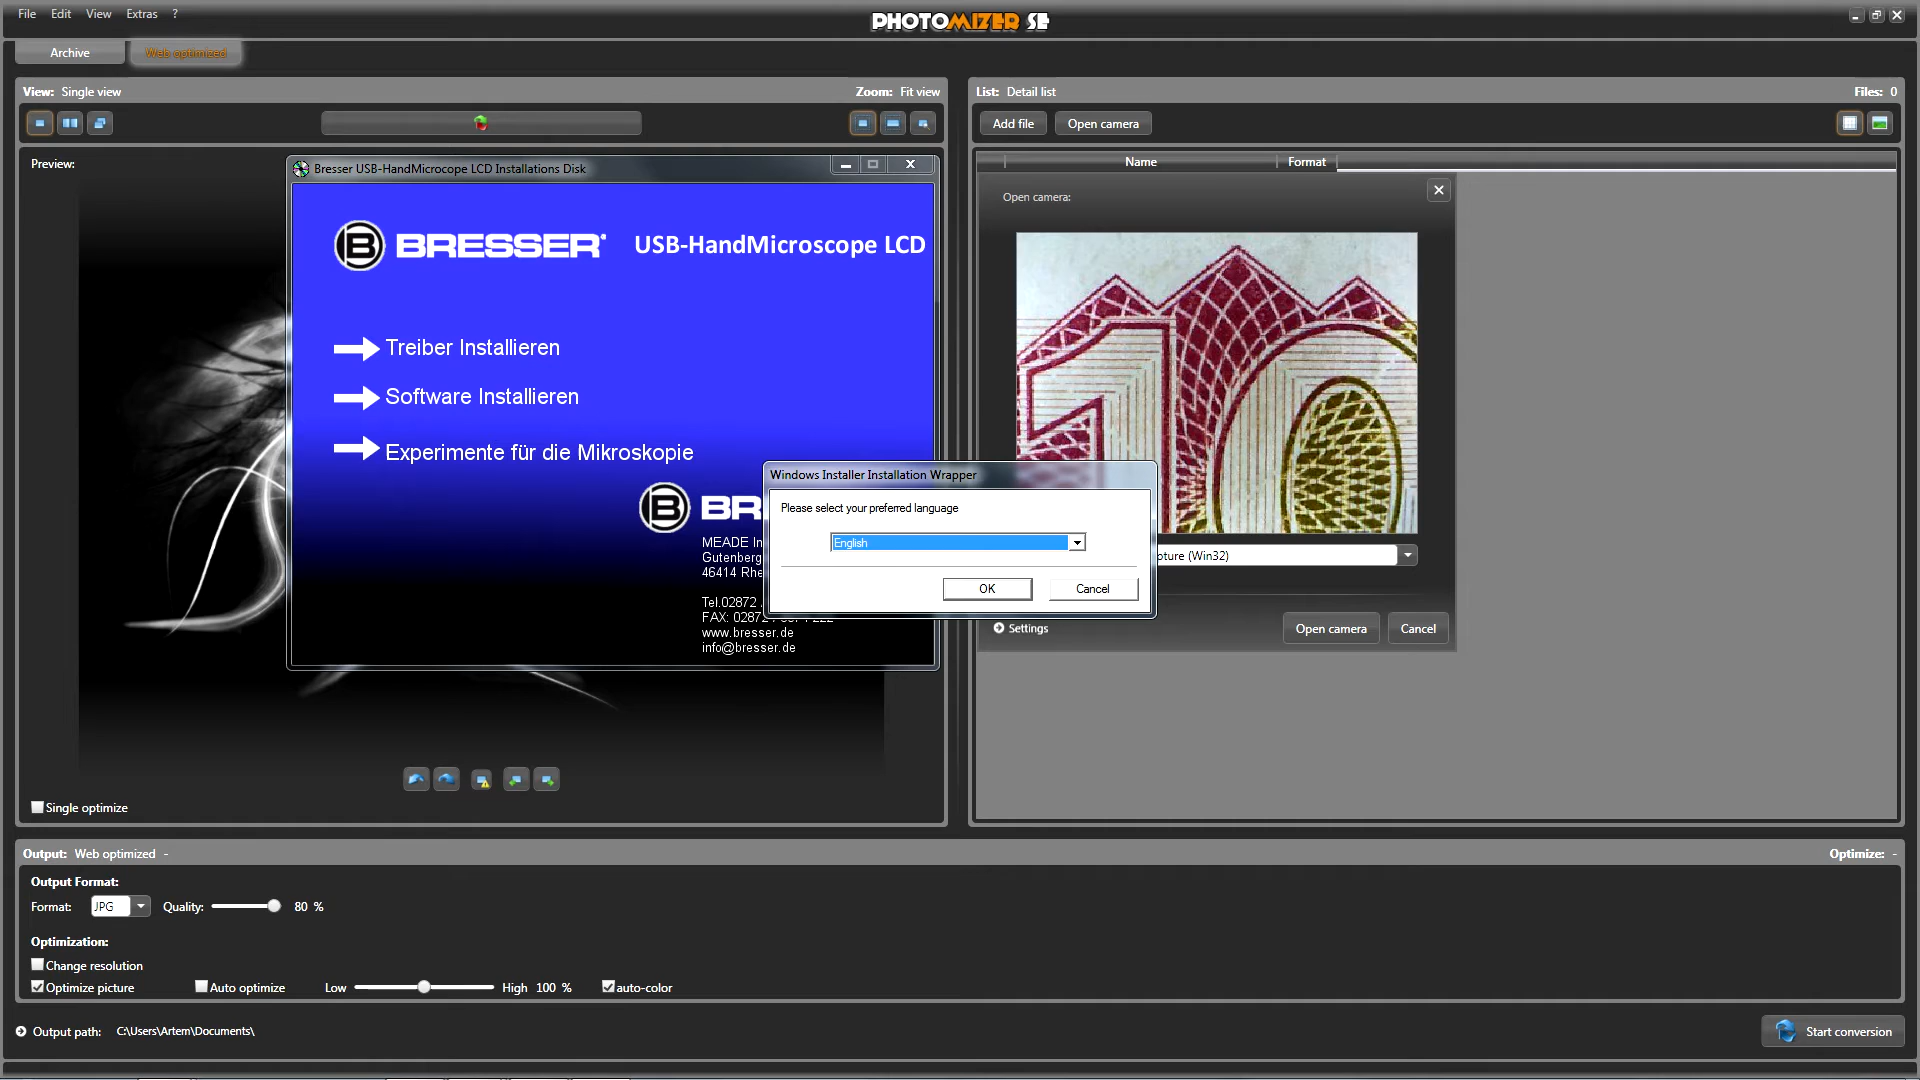 File Edit View Extras ?
PHOTOMIZER SE
Archive Web optimized
View: Single view Zoom: Fit view
List: Detail list Files: 0
Add file Open camera
Preview:
Name Format
Bresser USB-HandMicrocope LCD Installations Disk
B BRESSER USB-HandMicroscope LCD
Treiber Installieren
Software Installieren
Experimente für die Mikroskopie
B BR
MEADE In
Gutenberg
46414 Rhe
Tel.02872
FAX: 02872
www.bresser.de
info@bresser.de
Open camera:
10
Windows Installer Installation Wrapper
Please select your preferred language
English
OK Cancel
pture (Win32)
Settings Open camera Cancel
Single optimize
Output: Web optimized - Optimize: -
Output Format:
Format: JPG Quality: 80 %
Optimization:
Change resolution
Optimize picture Auto optimize Low High 100 % auto-color
Output path: C:\Users\Artem\Documents\
Start conversion